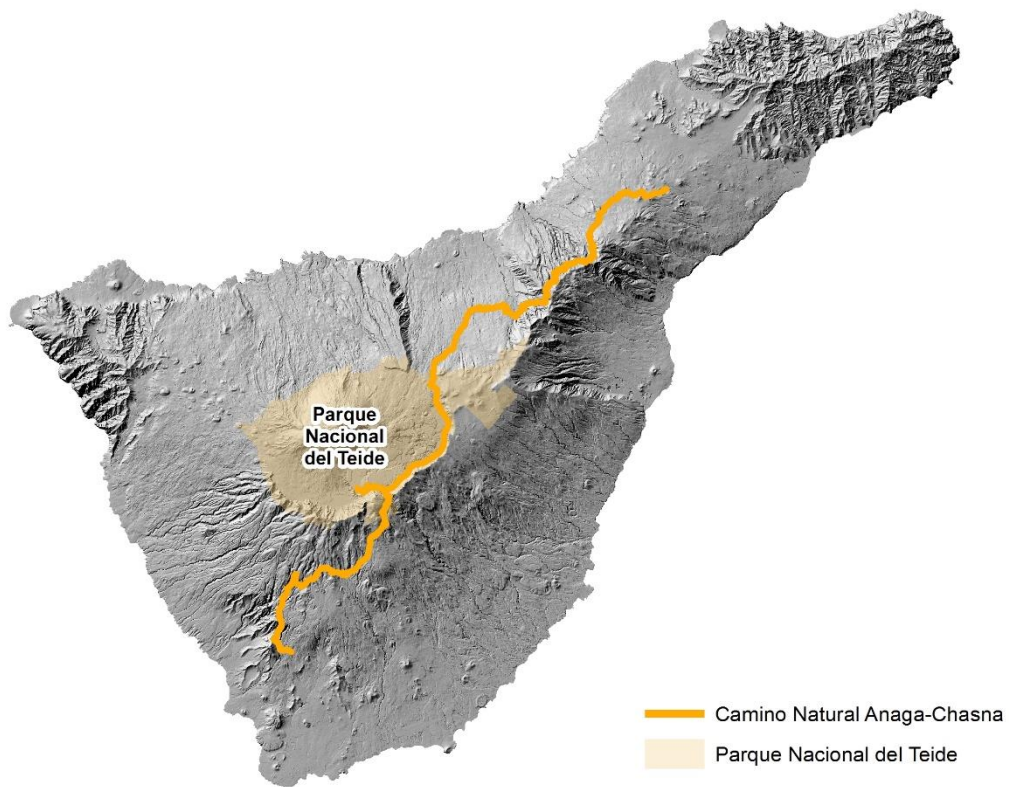 Parque
Nacional
del Teide
Camino Natural Anaga-Chasna
Parque Nacional del Teide